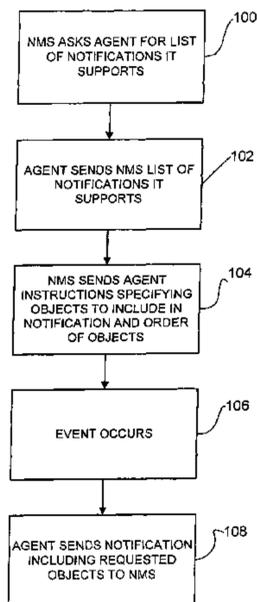 100
NMS ASKS AGENT FOR LIST
OF NOTIFICATIONS IT
SUPPORTS
102
AGENT SENDS NMS LIST OF
NOTIFICATIONS IT
SUPPORTS
104
NMS SENDS AGENT
INSTRUCTIONS SPECIFYING
OBJECTS TO INCLUDE IN
NOTIFICATION AND ORDER
OF OBJECTS
106
EVENT OCCURS
108
AGENT SENDS NOTIFICATION
INCLUDING REQUESTED
OBJECTS TO NMS